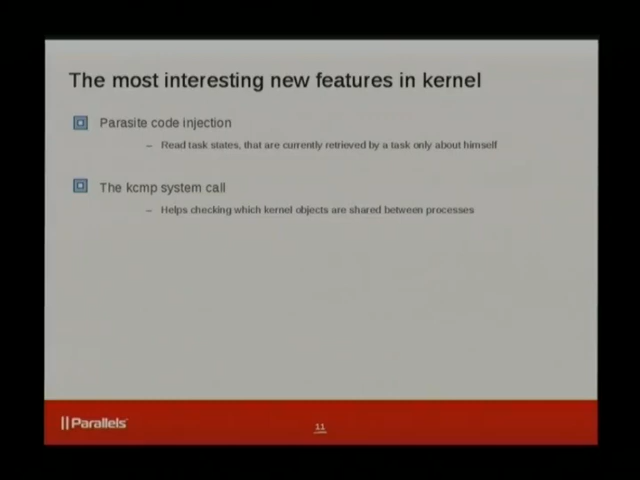 The most interesting new features in kernel
Parasite code injection
– Read task states, that are currently retrieved by a task only about himself
The kcmp system call
– Helps checking which kernel objects are shared between processes
Parallels
11